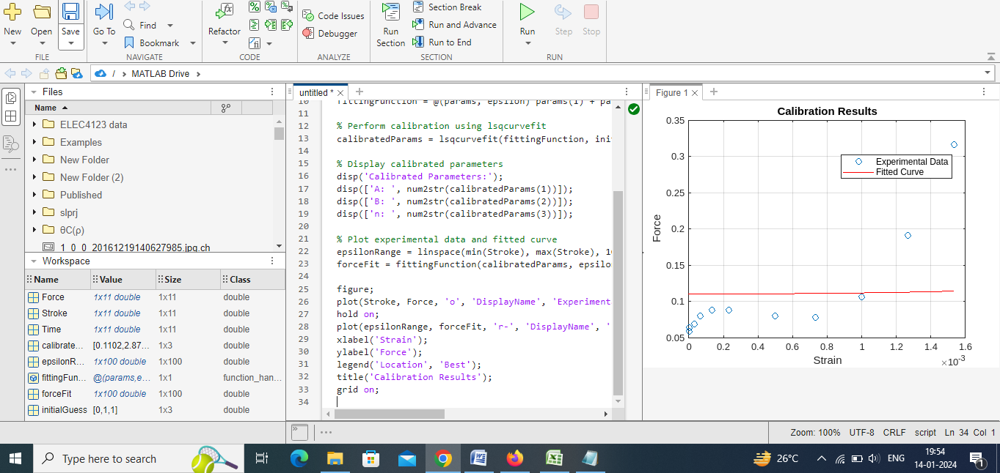 New
Open
Save
FILE
Go To
Find
Bookmark
NAVIGATE
Refactor
CODE
Code Issues
Debugger
ANALYZE
Run
Section
Section Break
Run and Advance
Run to End
SECTION
Run
Step
Stop
RUN
/ > MATLAB Drive >
Files
Name
ELEC4123 data
Examples
New Folder
New Folder (2)
Published
slprj
θC(ρ)
1_0_0_20161219140627985.jpg.ch
Workspace
Name Value Size Class
Force 1x11 double 1x11 double
Stroke 1x11 double 1x11 double
Time 1x11 double 1x11 double
calibrate... [0.1102,2.87... 1x3 double
epsilonR... 1x100 double 1x100 double
fittingFun... @(params,e... 1x1 function_han...
forceFit 1x100 double 1x100 double
initialGuess [0,1,1] 1x3 double
untitled *
10 fittingFunction = @(params, epsilon) params(1) + pa
11
12 % Perform calibration using lsqcurvefit
13 calibratedParams = lsqcurvefit(fittingFunction, ini
14
15 % Display calibrated parameters
16 disp('Calibrated Parameters:');
17 disp(['A: ', num2str(calibratedParams(1))]);
18 disp(['B: ', num2str(calibratedParams(2))]);
19 disp(['n: ', num2str(calibratedParams(3))]);
20
21 % Plot experimental data and fitted curve
22 epsilonRange = linspace(min(Stroke), max(Stroke), 10
23 forceFit = fittingFunction(calibratedParams, epsilo
24
25 figure;
26 plot(Stroke, Force, 'o', 'DisplayName', 'Experiment
27 hold on;
28 plot(epsilonRange, forceFit, 'r-', 'DisplayName', '
29 xlabel('Strain');
30 ylabel('Force');
31 legend('Location', 'Best');
32 title('Calibration Results');
33 grid on;
34
Figure 1
Calibration Results
0.35
0.3
0.25
0.2
0.15
0.1
0.05
Force
Experimental Data
Fitted Curve
0 0.2 0.4 0.6 0.8 1 1.2 1.4 1.6
Strain
×10-3
Zoom: 100% UTF-8 CRLF script Ln 34 Col 1
Type here to search
26°C
ENG
19:54
14-01-2024
1